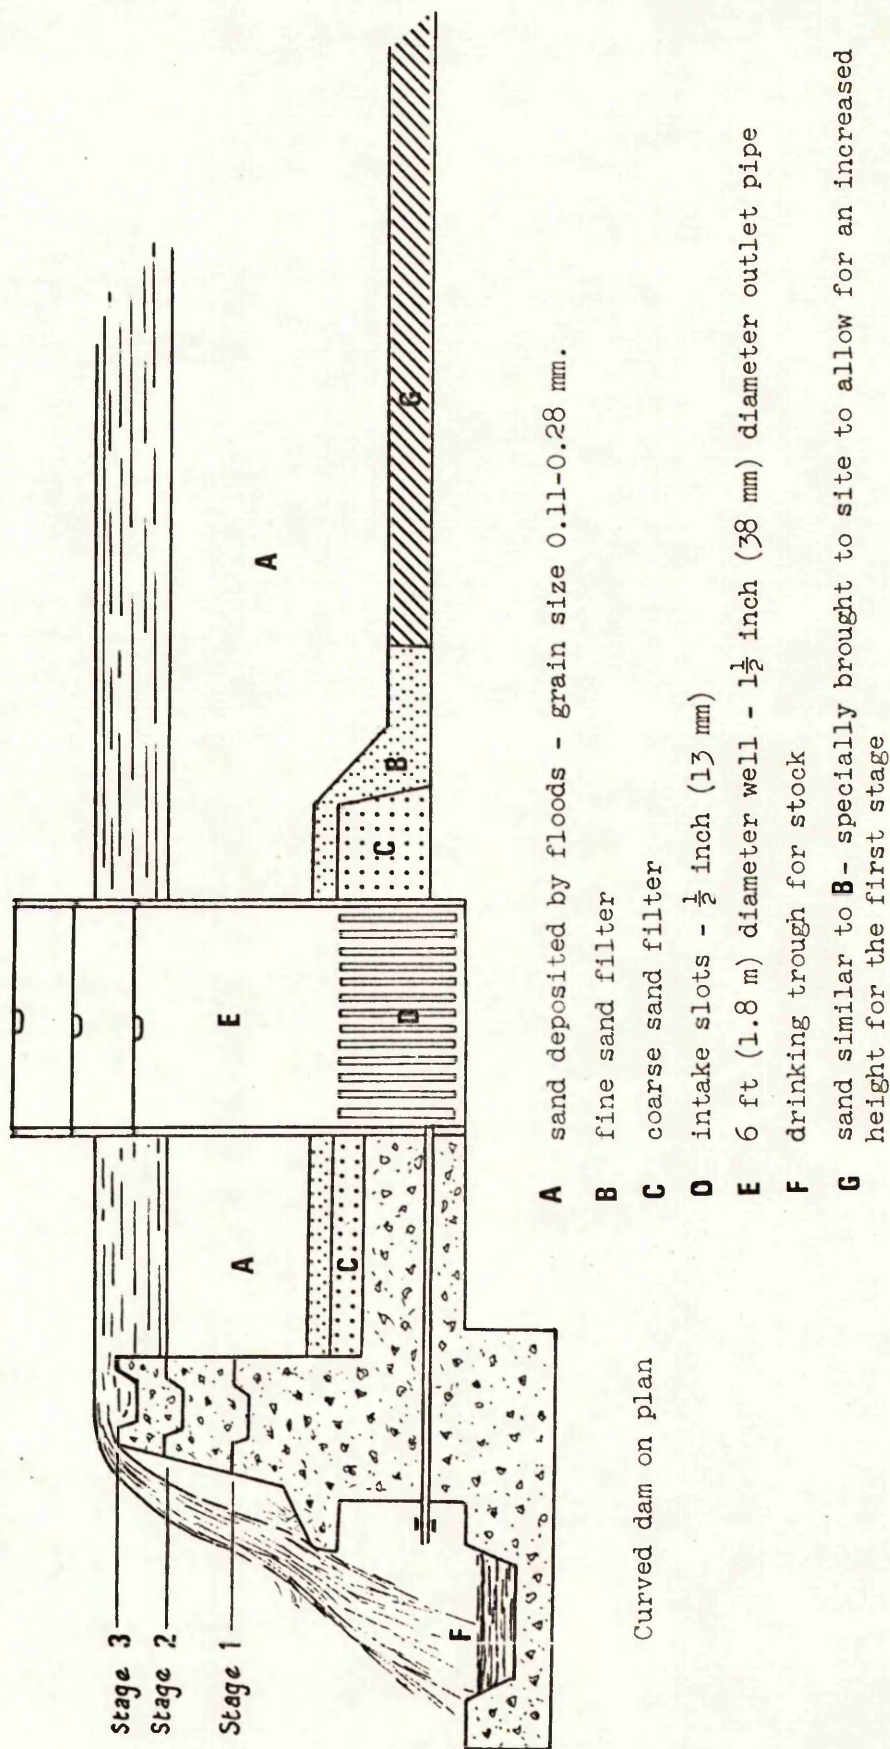 Stage 3
Stage 2
Stage 1
A
A
B
C
C
D
E
F
G
Curved dam on plan
A sand deposited by floods - grain size 0.11-0.28 mm.
B fine sand filter
C coarse sand filter
D intake slots - ½ inch (13 mm)
E 6 ft (1.8 m) diameter well - 1½ inch (38 mm) diameter outlet pipe
F drinking trough for stock
G sand similar to B - specially brought to site to allow for an increased
height for the first stage